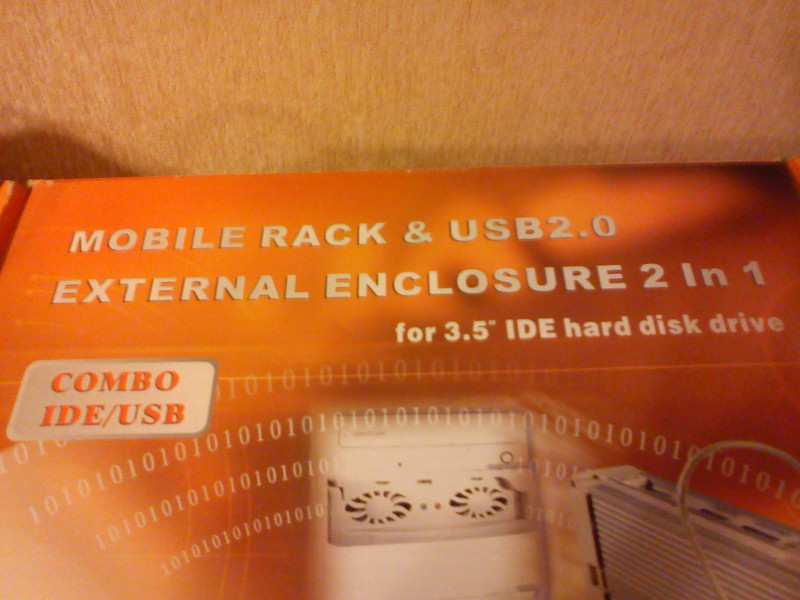 MOBILE RACK & USB2.0
EXTERNAL ENCLOSURE 2 In 1
for 3.5" IDE hard disk drive
COMBO
IDE/USB